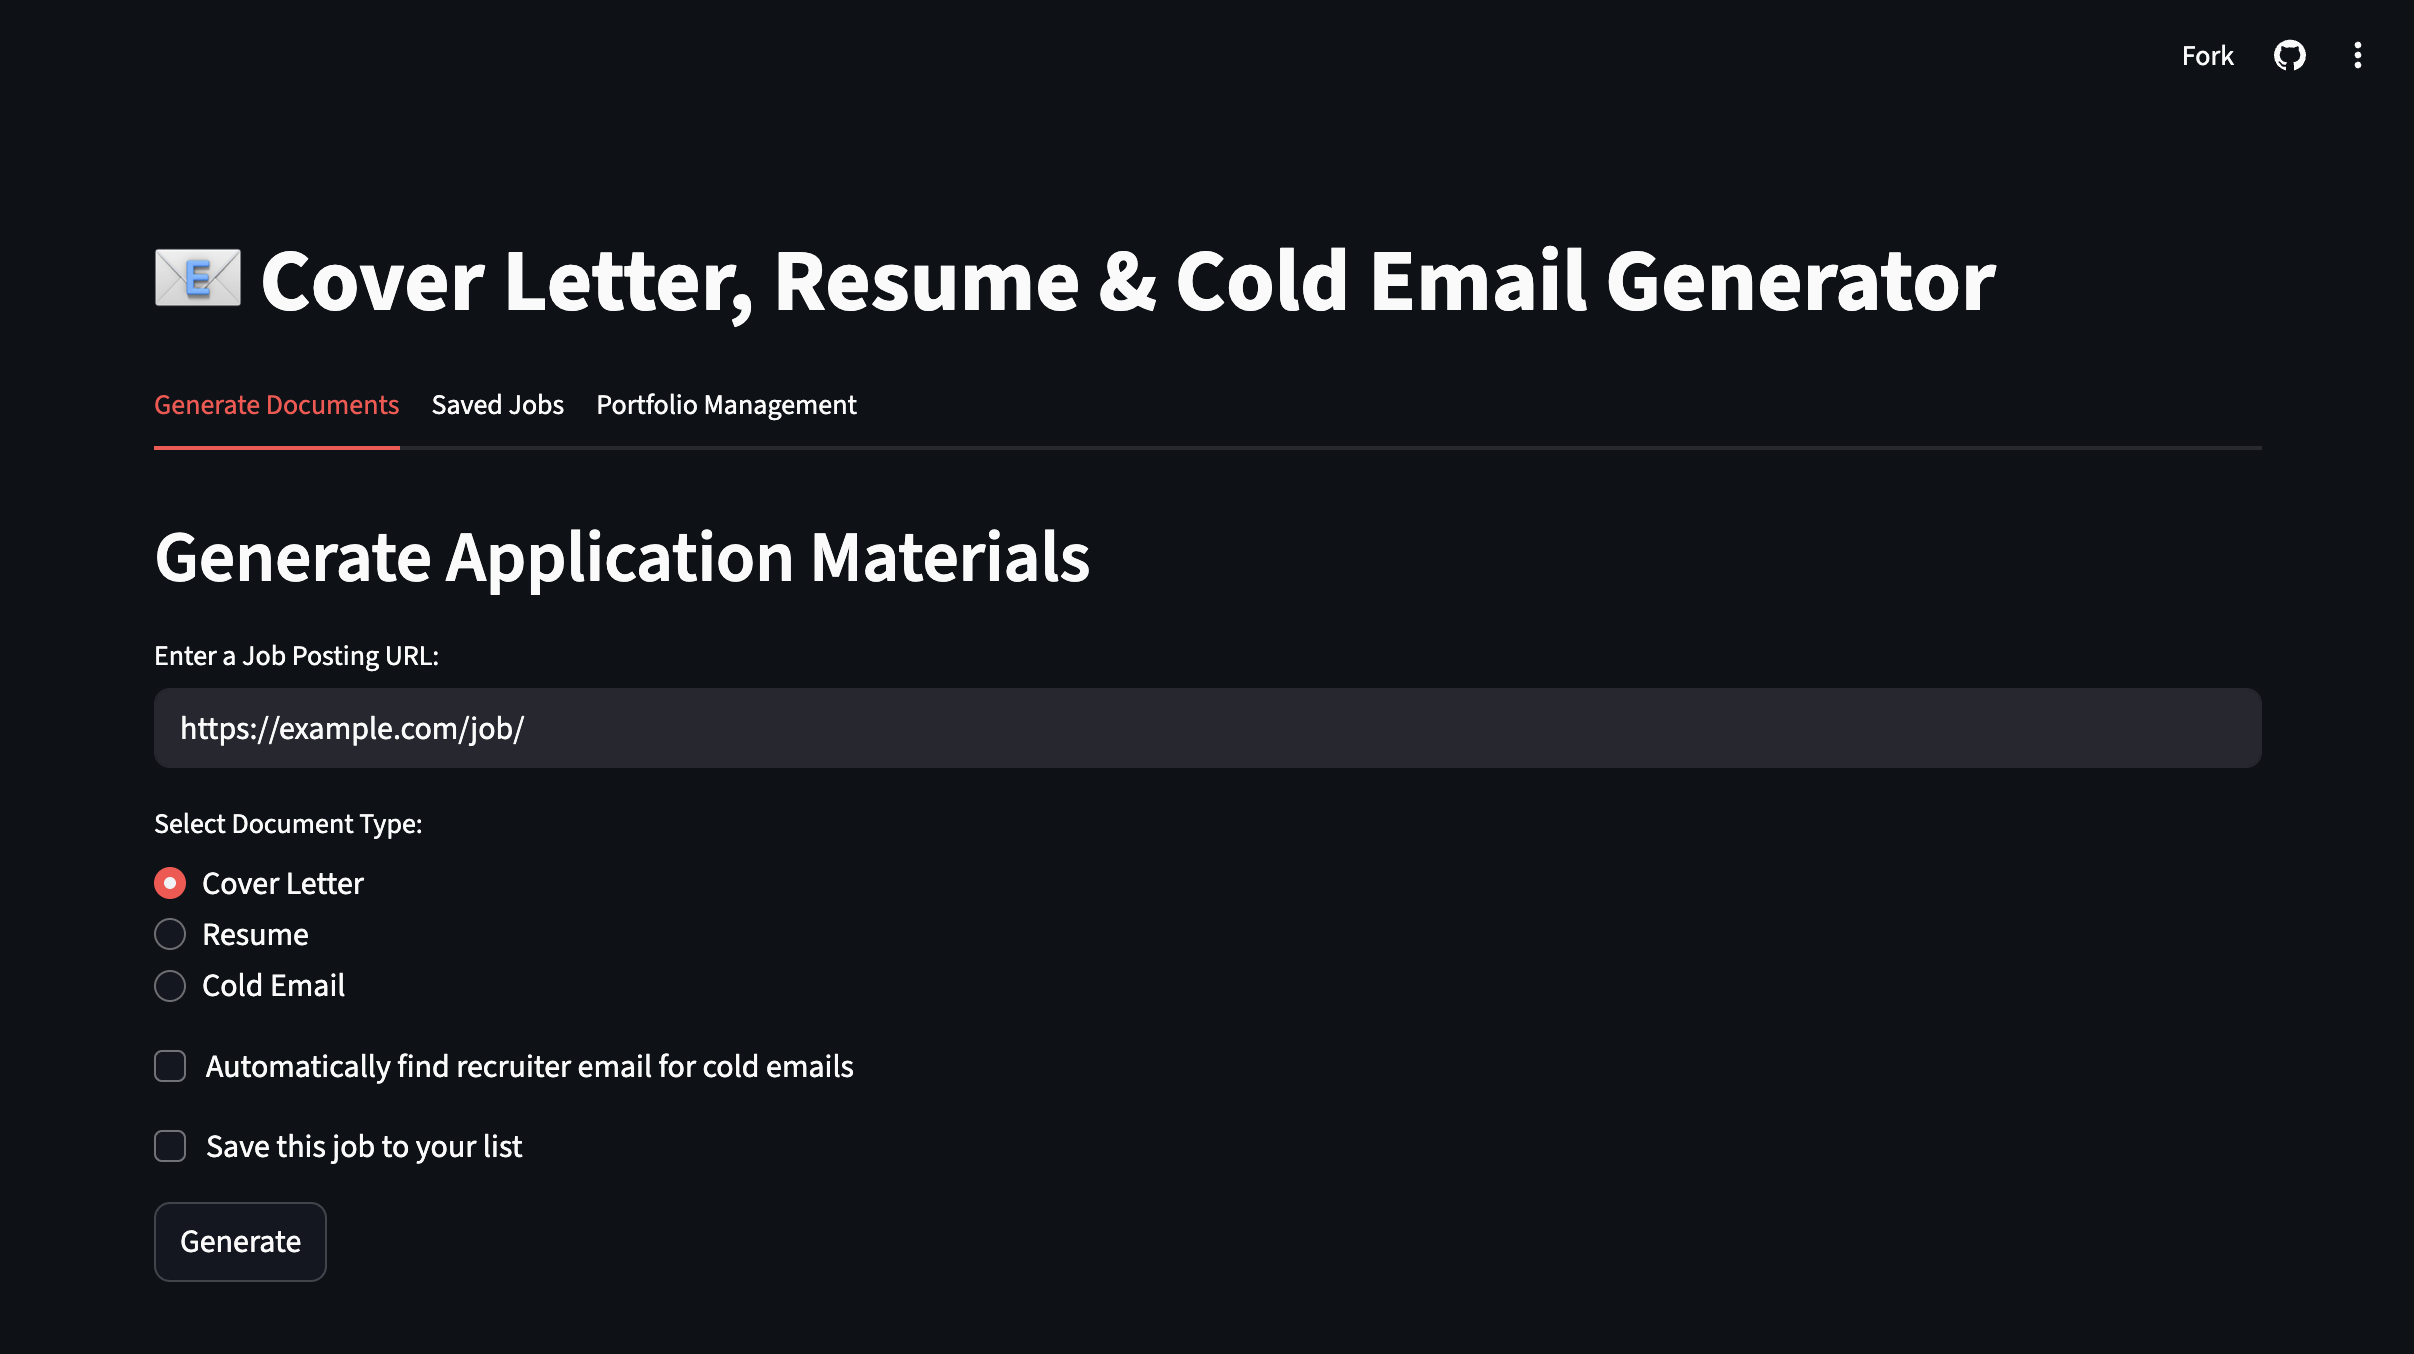 Fork
Cover Letter, Resume & Cold Email Generator
Generate Documents Saved Jobs Portfolio Management
Generate Application Materials
Enter a Job Posting URL:
https://example.com/job/
Select Document Type:
Cover Letter
Resume
Cold Email
Automatically find recruiter email for cold emails
Save this job to your list
Generate